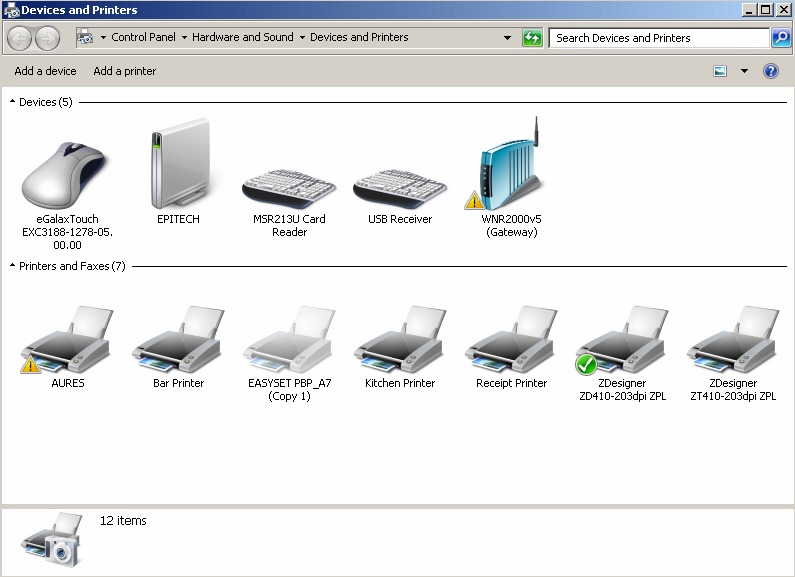 Devices and Printers
Control Panel Hardware and Sound Devices and Printers
Search Devices and Printers
Add a device Add a printer
Devices (5)
eGalaxTouch
EXC3188-1278-05.
00.00
EPITECH
MSR213U Card
Reader
USB Receiver
WNR2000v5
(Gateway)
Printers and Faxes (7)
AURES
Bar Printer
EASYSET PBP_A7
(Copy 1)
Kitchen Printer
Receipt Printer
ZDesigner
ZD410-203dpi ZPL
ZDesigner
ZT410-203dpi ZPL
12 items